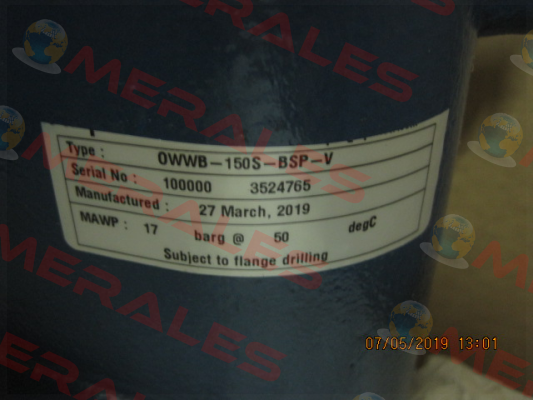 Type : OWWB-150S-BSP-V
Serial No : 100000 3524765
Manufactured : 27 March, 2019
MAWP : 17 barg @ 50 degC
Subject to flange drilling
07/05/2019 13:01
MERALES
MERALES
MERALES
MERALES